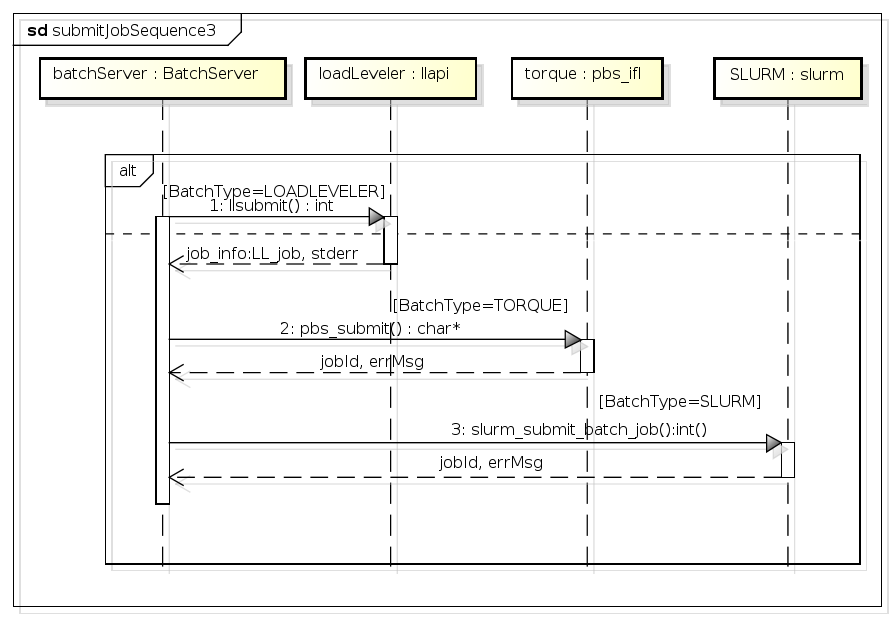 sd submitJobSequence3
batchServer : BatchServer
loadLeveler : llapi
torque : pbs_ifl
SLURM : slurm
alt
[BatchType=LOADLEVELER]
1: llsubmit() : int
job_info:LL_job, stderr
[BatchType=TORQUE]
2: pbs_submit() : char*
jobId, errMsg
[BatchType=SLURM]
3: slurm_submit_batch_job():int()
jobId, errMsg